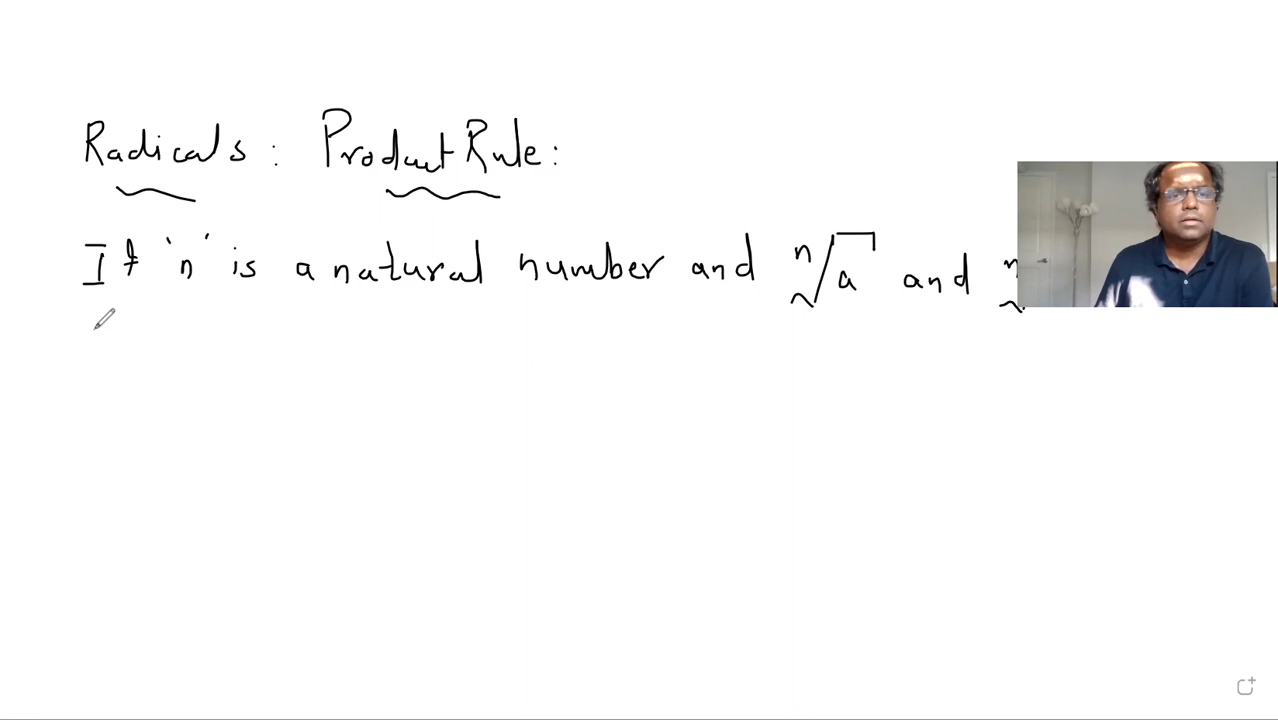 Radicals: Product Rule:
If 'n' is a natural number and ⁿ√a and n